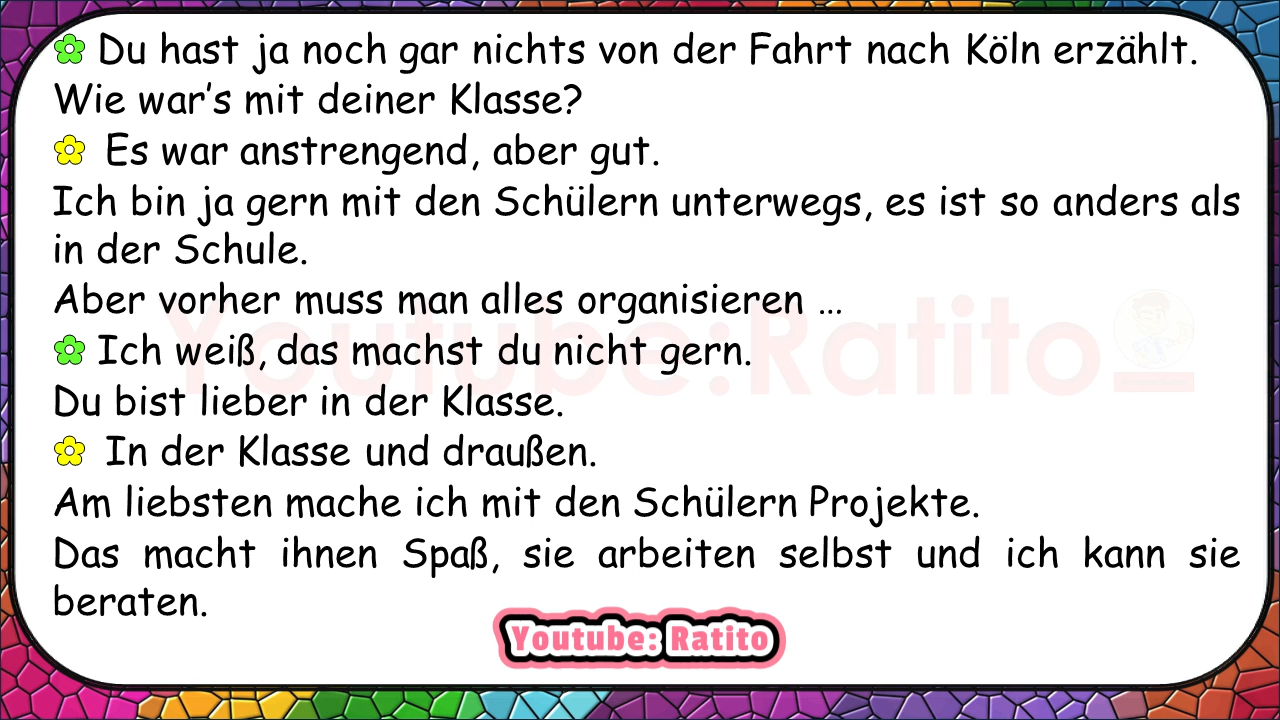 Du hast ja noch gar nichts von der Fahrt nach Köln erzählt.
Wie war’s mit deiner Klasse?
Es war anstrengend, aber gut.
Ich bin ja gern mit den Schülern unterwegs, es ist so anders als
in der Schule.
Aber vorher muss man alles organisieren ...
Ich weiß, das machst du nicht gern.
Du bist lieber in der Klasse.
In der Klasse und draußen.
Am liebsten mache ich mit den Schülern Projekte.
Das macht ihnen Spaß, sie arbeiten selbst und ich kann sie
beraten.
Youtube:Ratito
Youtube: Ratito